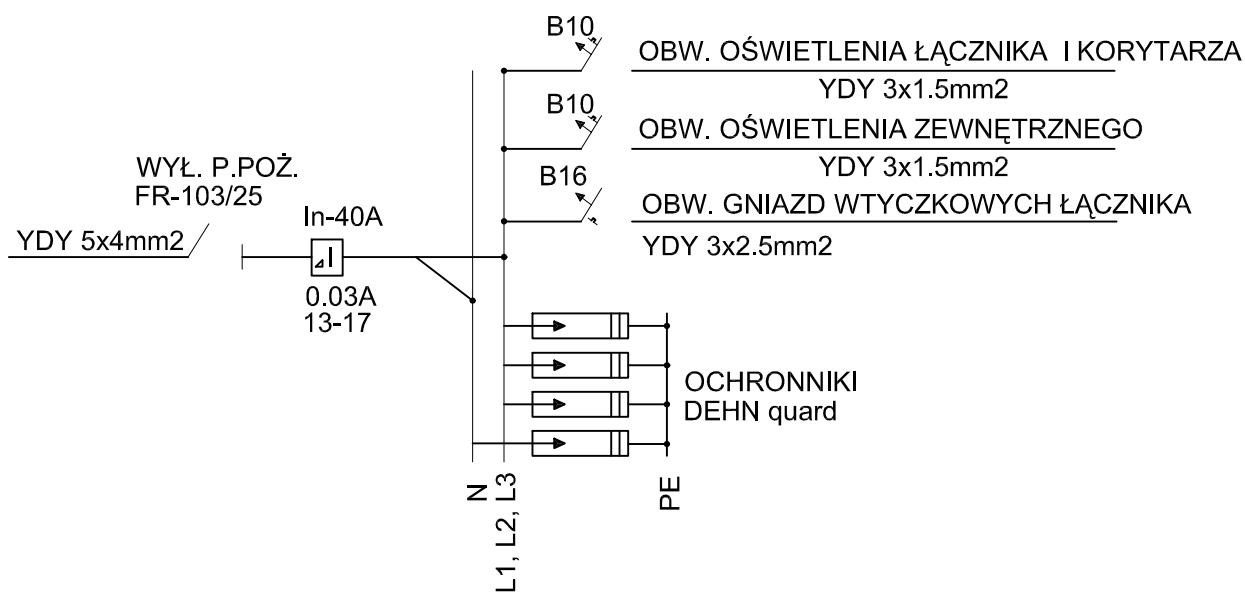 B10
OBW. OŚWIETLENIA ŁĄCZNIKA I KORYTARZA
YDY 3x1.5mm2
B10
OBW. OŚWIETLENIA ZEWNĘTRZNEGO
YDY 3x1.5mm2
B16
OBW. GNIAZD WTYCZKOWYCH ŁĄCZNIKA
YDY 3x2.5mm2
WYŁ. P.POŻ.
FR-103/25
YDY 5x4mm2
In-40A
I
0.03A
13-17
OCHRONNIKI
DEHN quard
N
L1, L2, L3
PE